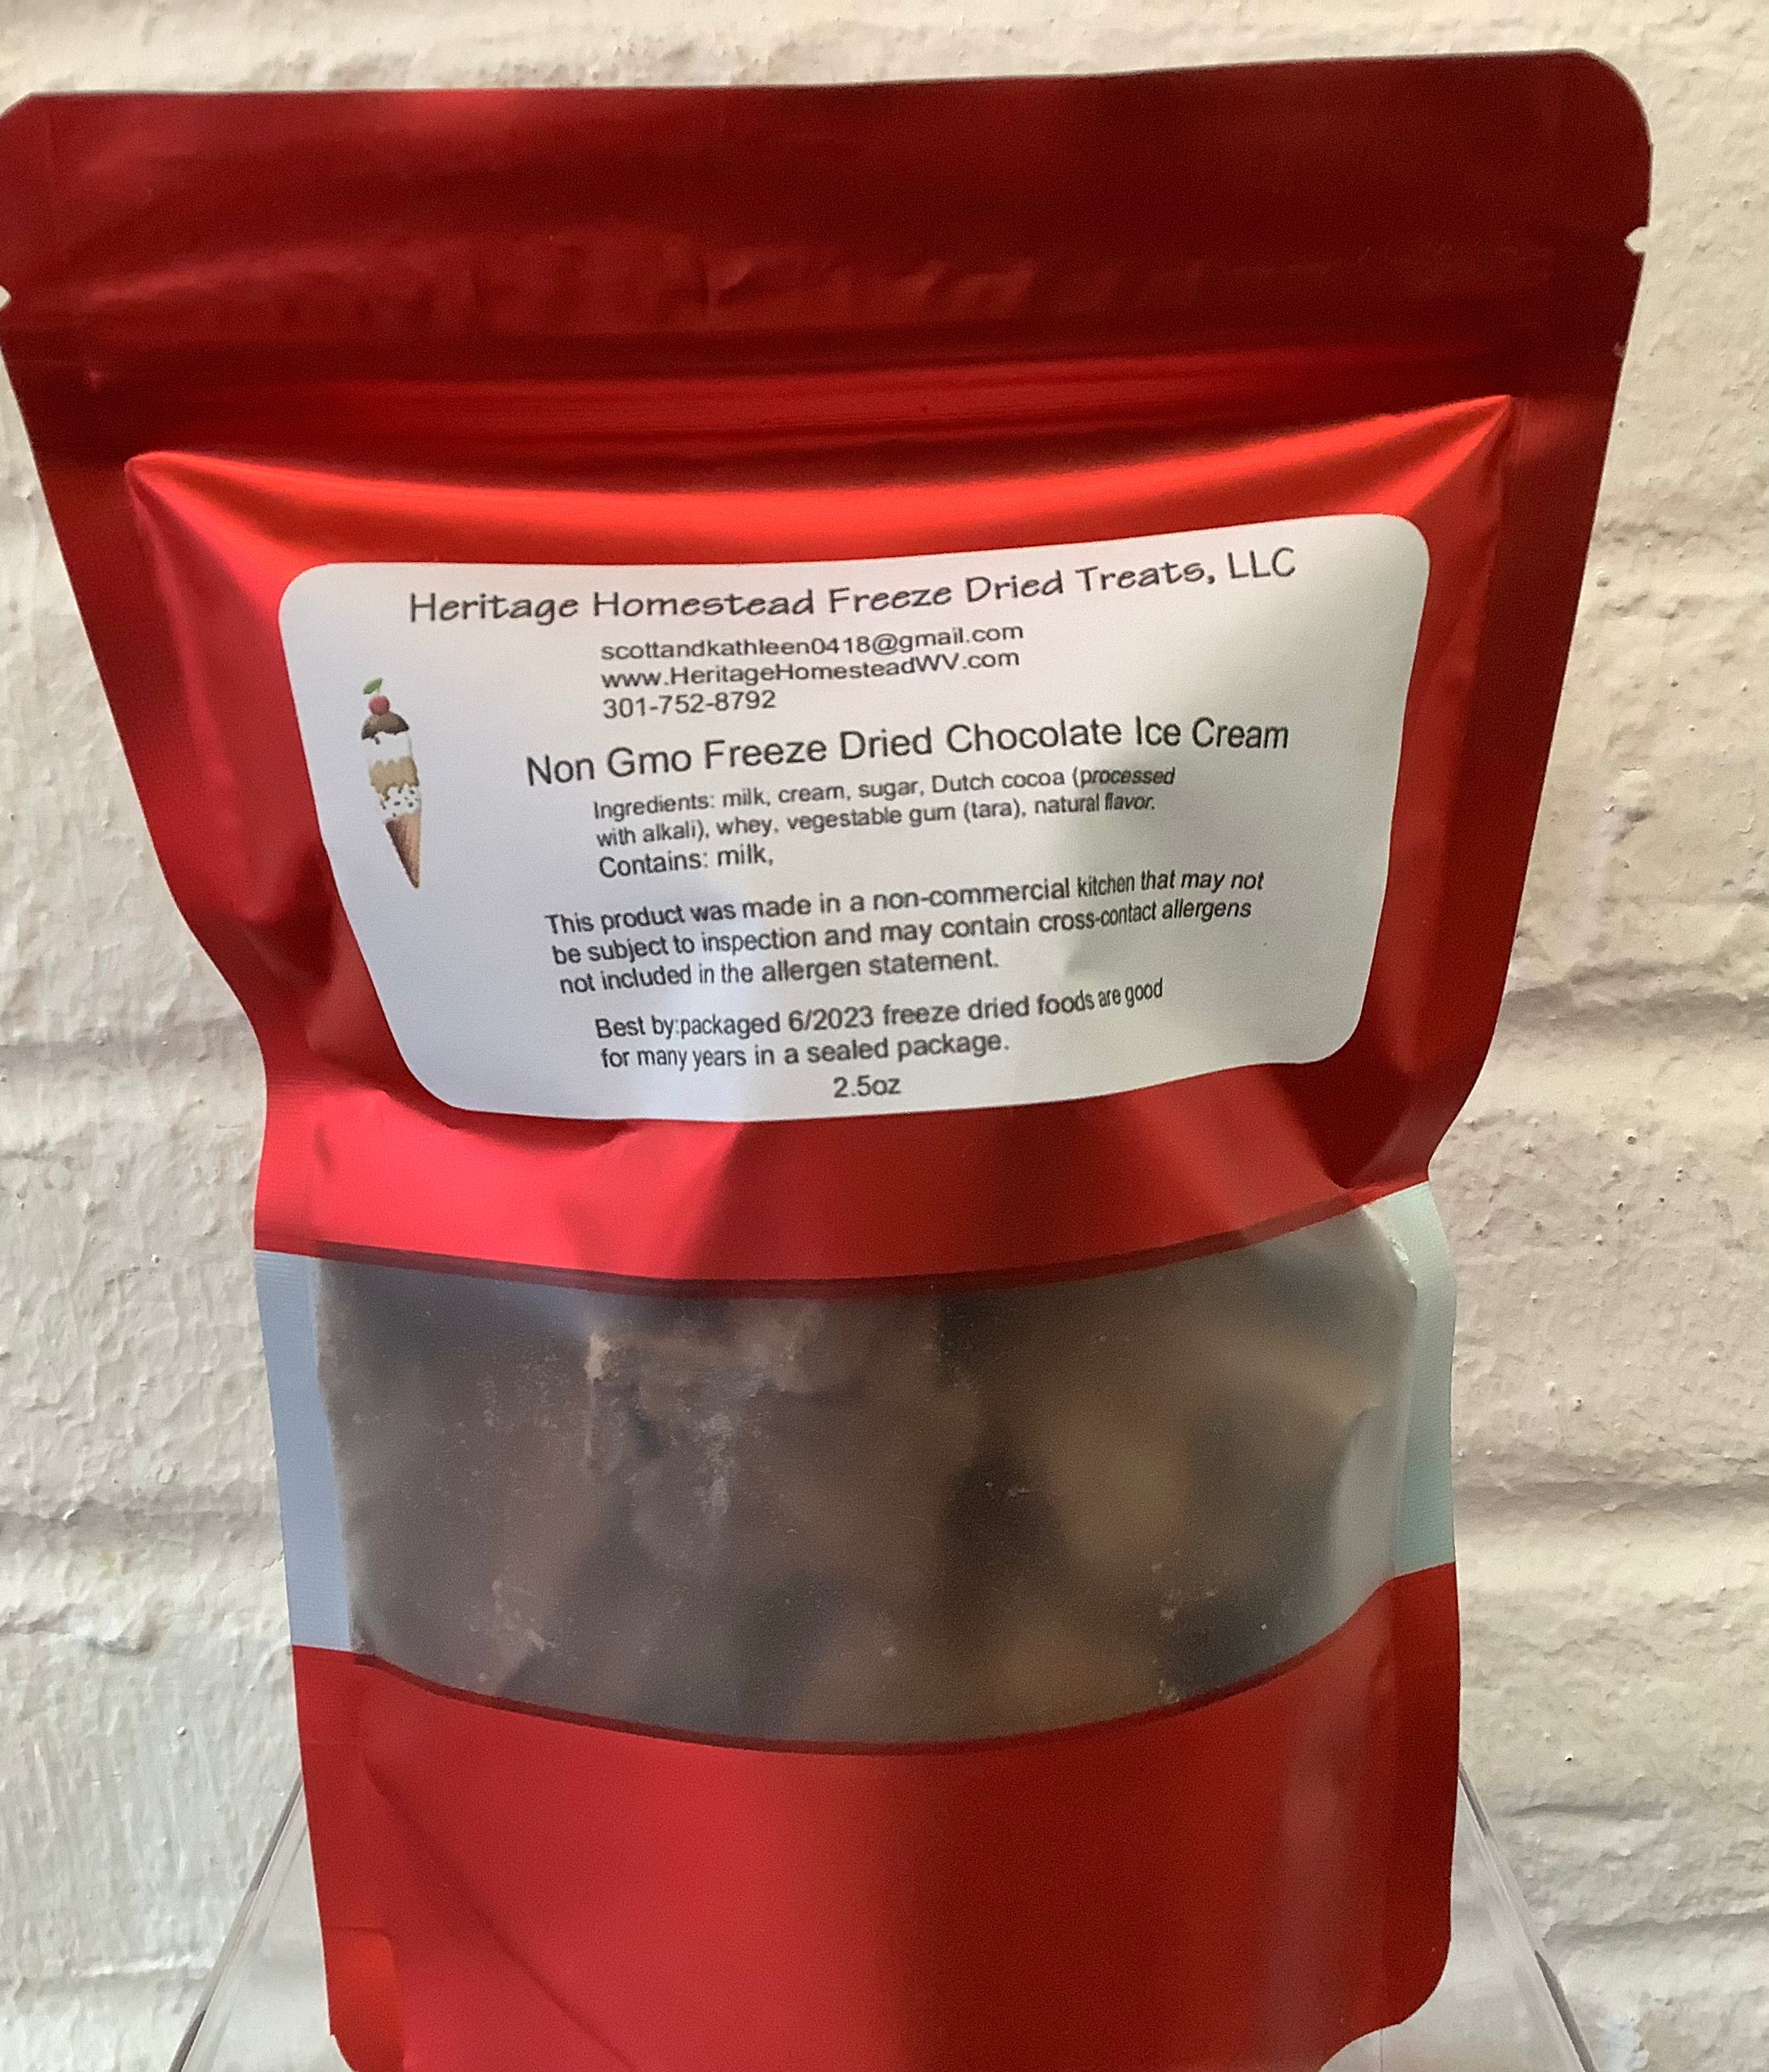 Heritage Homestead Freeze Dried Treats, LLC
scottandkathleen0418@gmail.com
www.HeritageHomesteadWV.com
301-752-8792
Non Gmo Freeze Dried Chocolate Ice Cream
Ingredients: milk, cream, sugar, Dutch cocoa (processed
with alkali), whey, vegestable gum (tara), natural flavor.
Contains: milk,
This product was made in a non-commercial kitchen that may not
be subject to inspection and may contain cross-contact allergens
not included in the allergen statement.
Best by:packaged 6/2023 freeze dried foods are good
for many years in a sealed package.
2.5oz